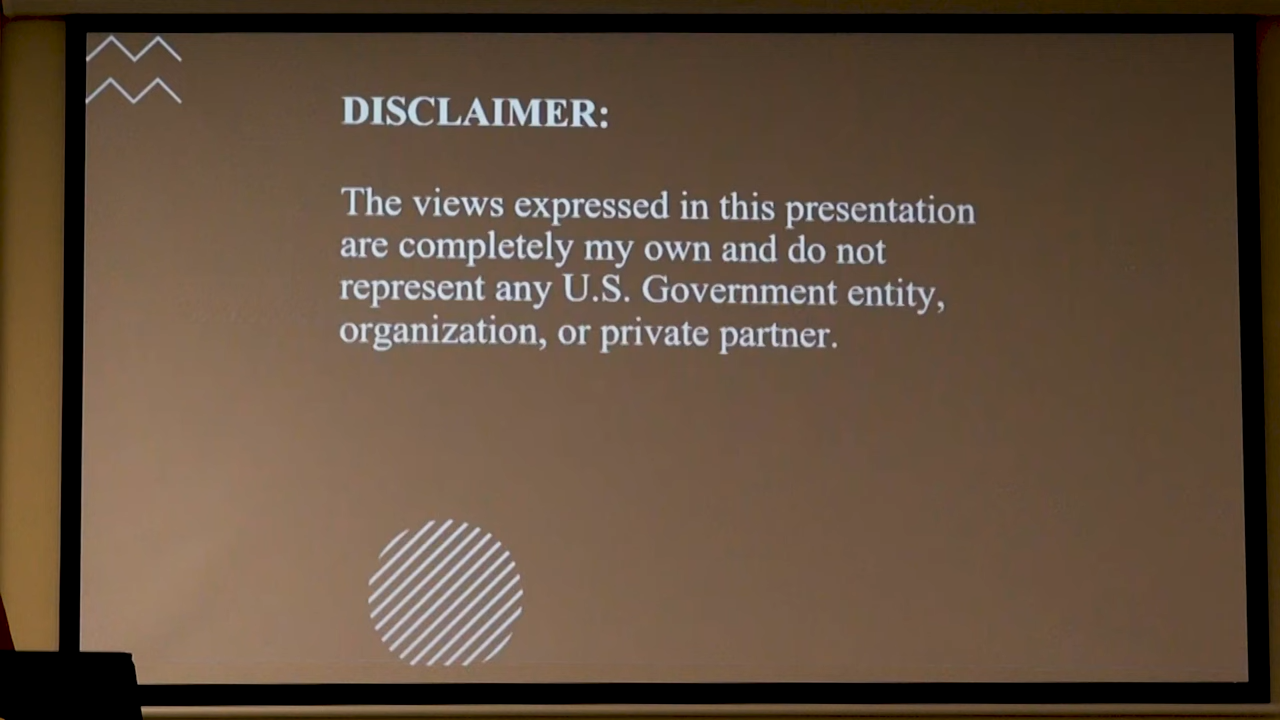 DISCLAIMER:
The views expressed in this presentation
are completely my own and do not
represent any U.S. Government entity,
organization, or private partner.